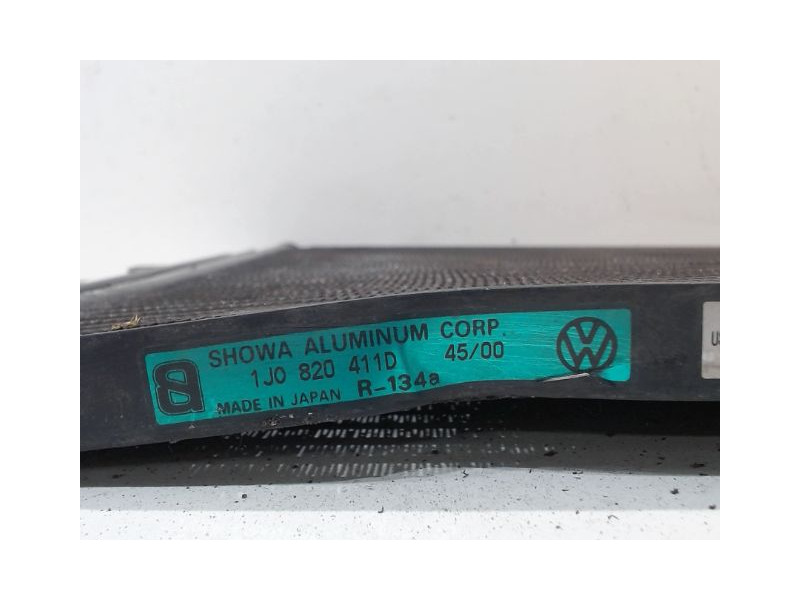 SHOWA ALUMINUM CORP.
1J0 820 411D 45/00
MADE IN JAPAN R-134a